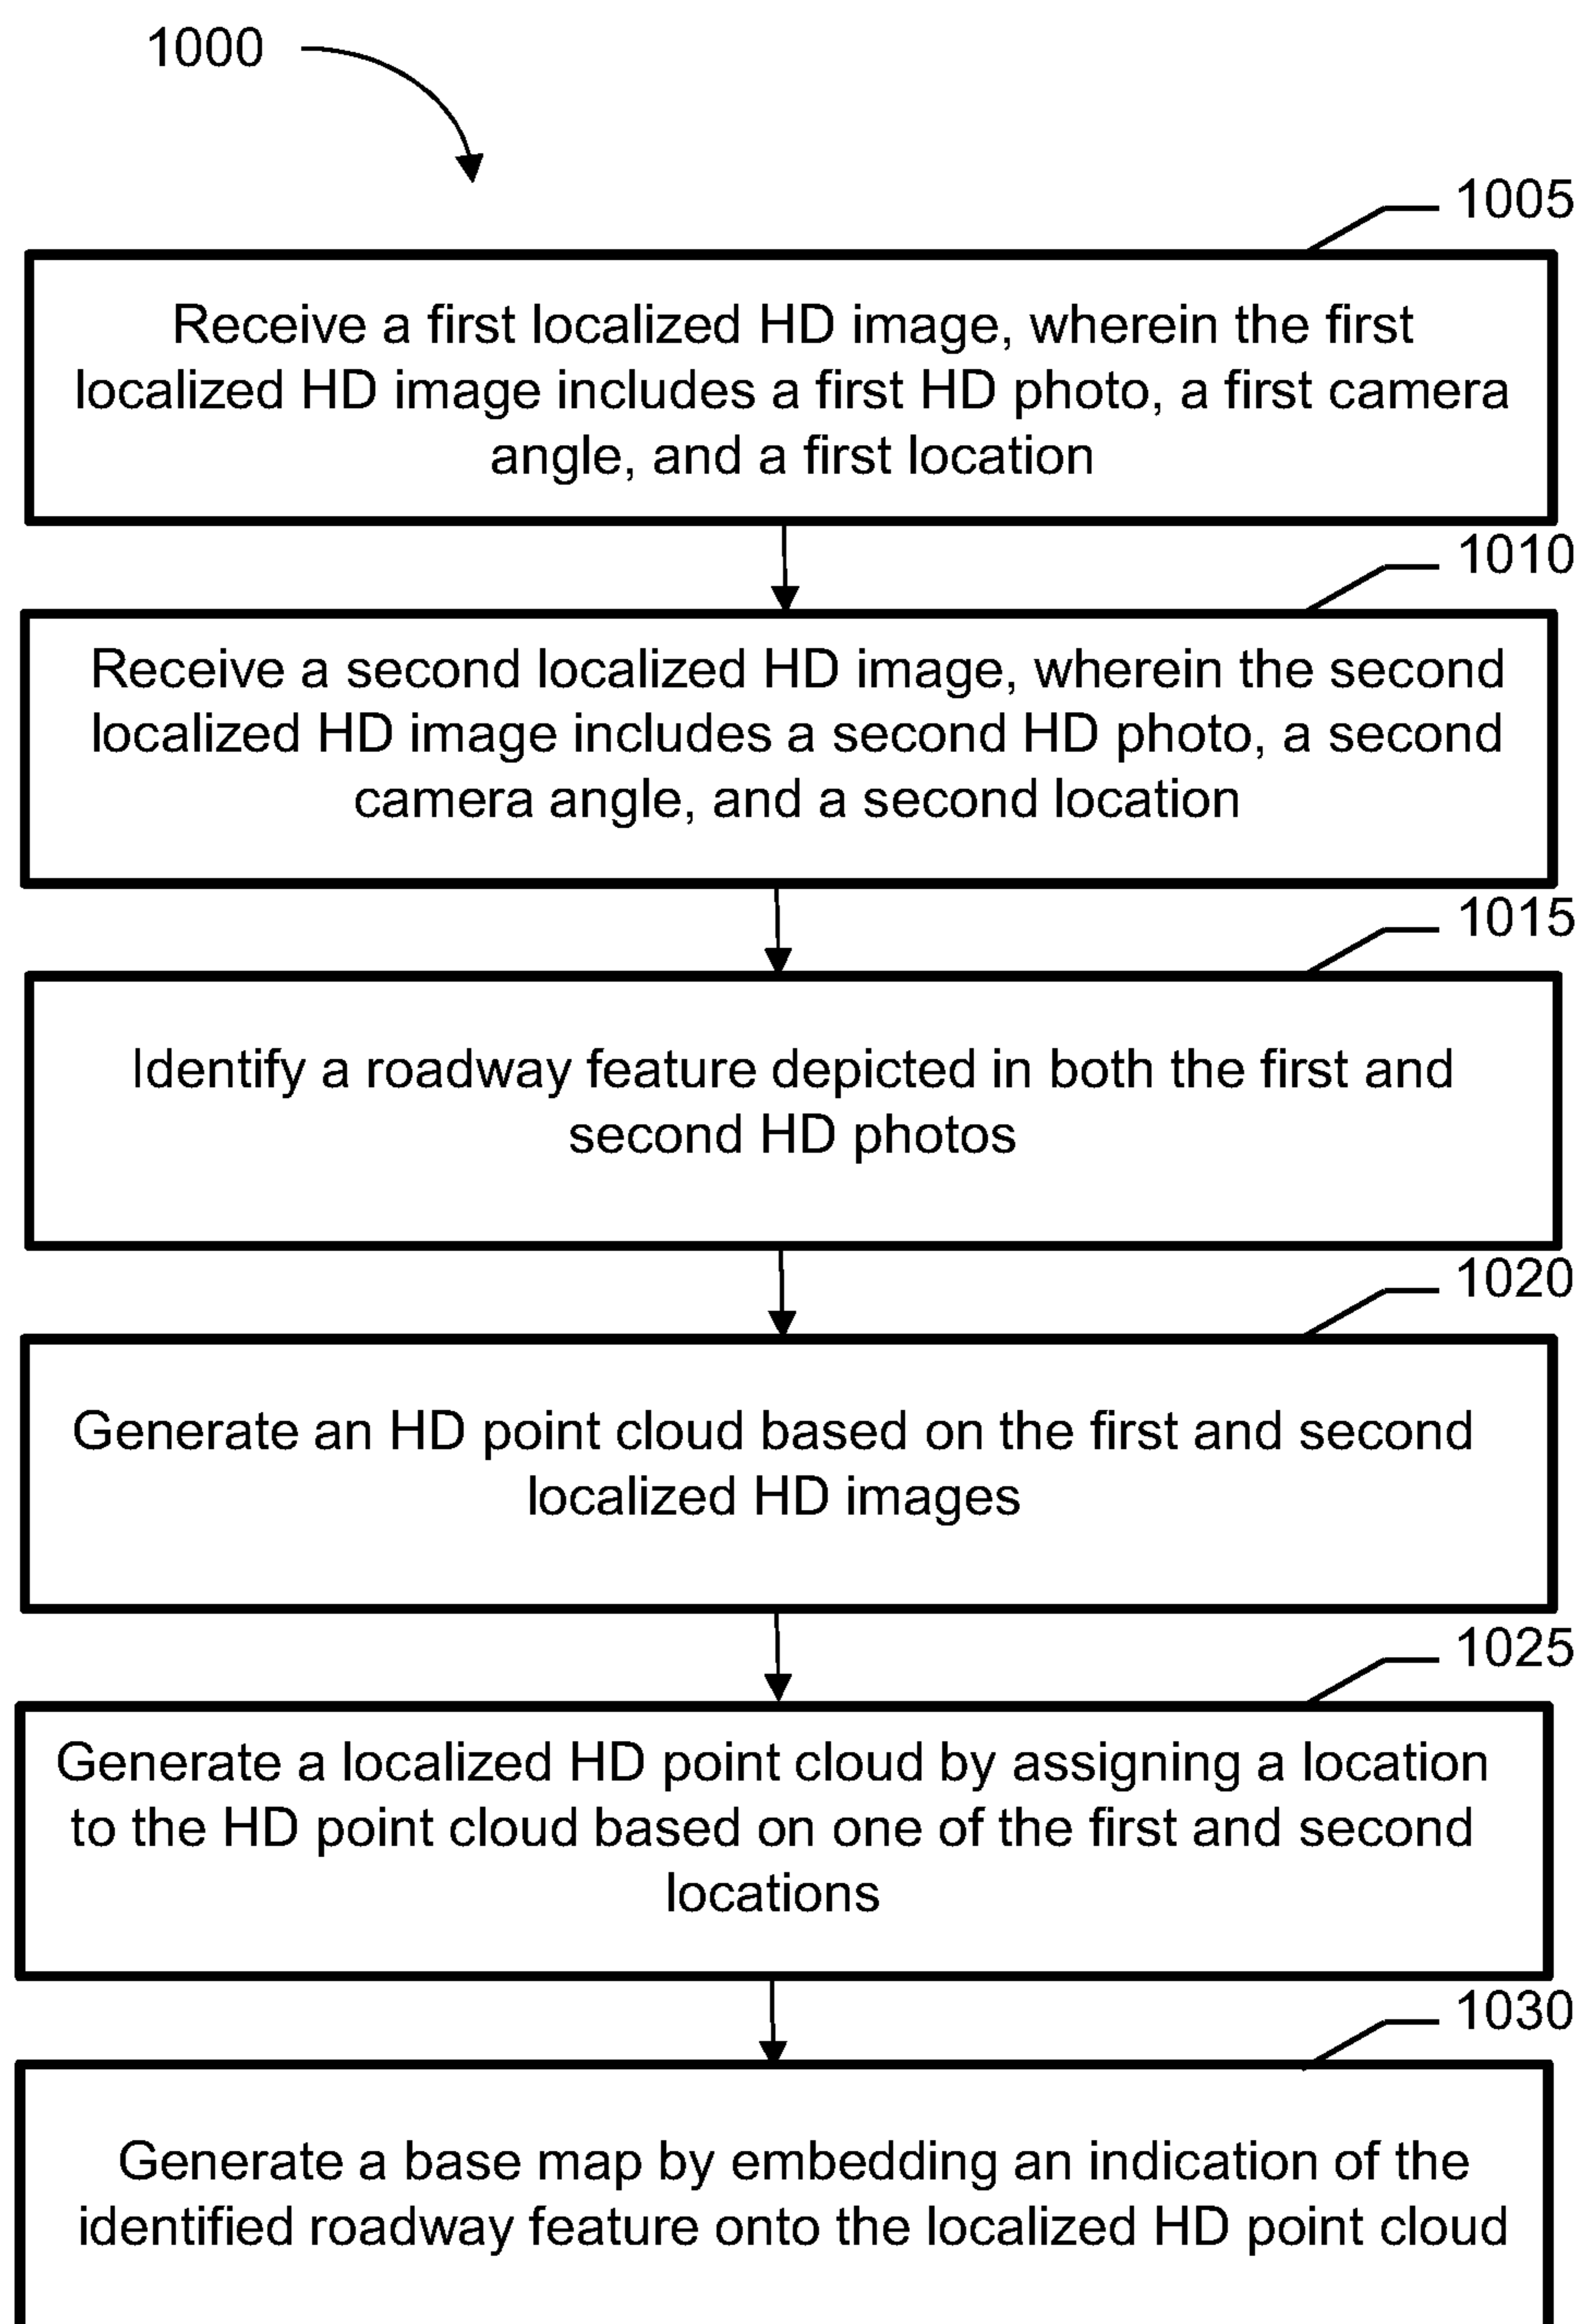 1000
1005
Receive a first localized HD image, wherein the first
localized HD image includes a first HD photo, a first camera
angle, and a first location
1010
Receive a second localized HD image, wherein the second
localized HD image includes a second HD photo, a second
camera angle, and a second location
1015
Identify a roadway feature depicted in both the first and
second HD photos
1020
Generate an HD point cloud based on the first and second
localized HD images
1025
Generate a localized HD point cloud by assigning a location
to the HD point cloud based on one of the first and second
locations
1030
Generate a base map by embedding an indication of the
identified roadway feature onto the localized HD point cloud